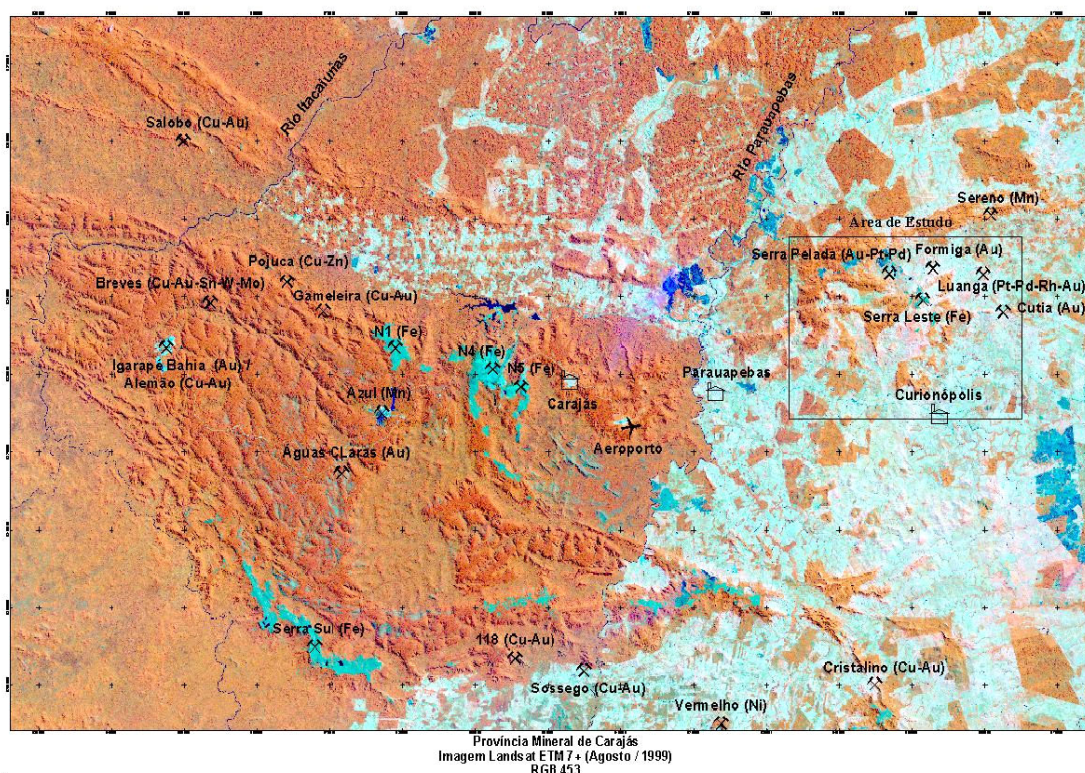 Rio Itacaiunas
Rio Parauapebas
Salobo (Cu-Au)
Sereno (Mn)
Area de Estudo
Pojuca (Cu-Zn)
Serra Pelada (Au-Pt-Pd)
Formiga (Au)
Breves (Cu-Au-Sn-W-Mo)
Gameleira (Cu-Au)
Luanga (Pt-Pd-Rh-Au)
Serra Leste (Fe)
Cutia (Au)
N1 (Fe)
N4 (Fe)
N5 (Fe)
Igarapé Bahia (Au) /
Alemão (Cu-Au)
Azul (Mn)
Carajás
Parauapebas
Curionópolis
Aeroporto
Águas CLaras (Au)
Serra Sul (Fe)
118 (Cu-Au)
Sossego (Cu-Au)
Cristalino (Cu-Au)
Vermelho (Ni)
Província Mineral de Carajás
Imagem Landsat ETM 7+ (Agosto / 1999)
RGB 453